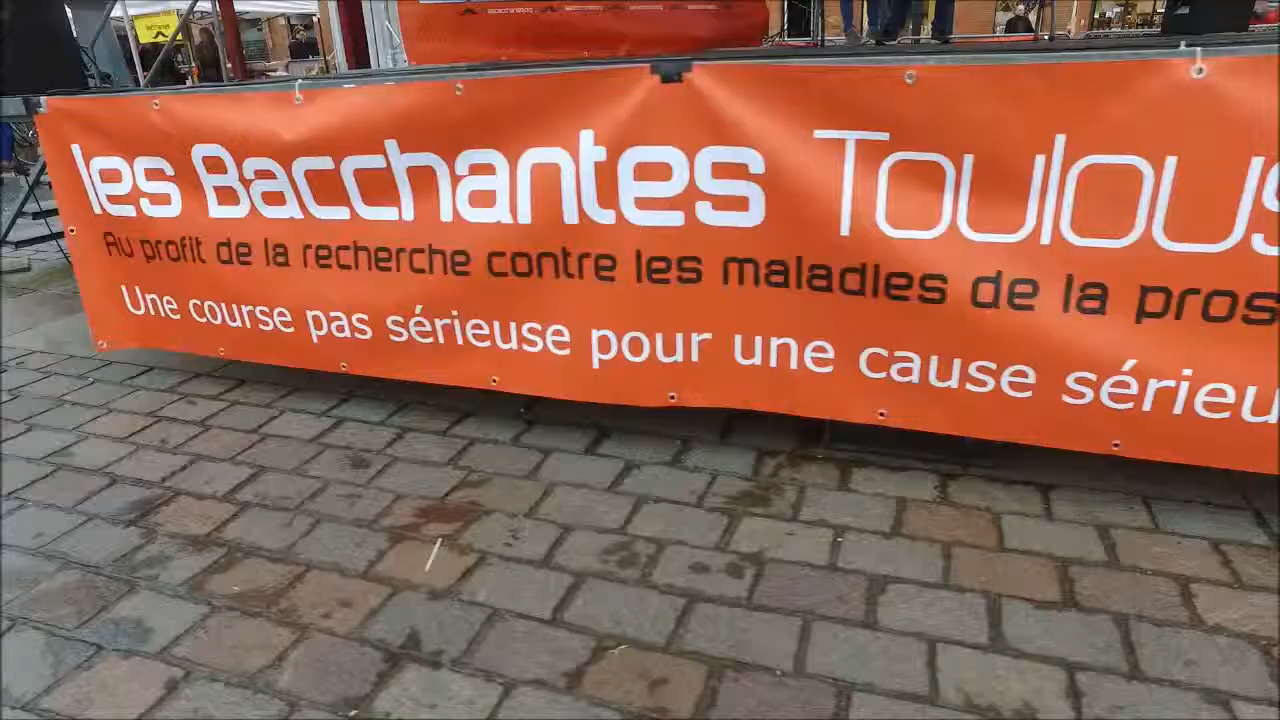 les Bacchantes Toulous
Au profit de la recherche contre les maladies de la pros
Une course pas sérieuse pour une cause sérieu